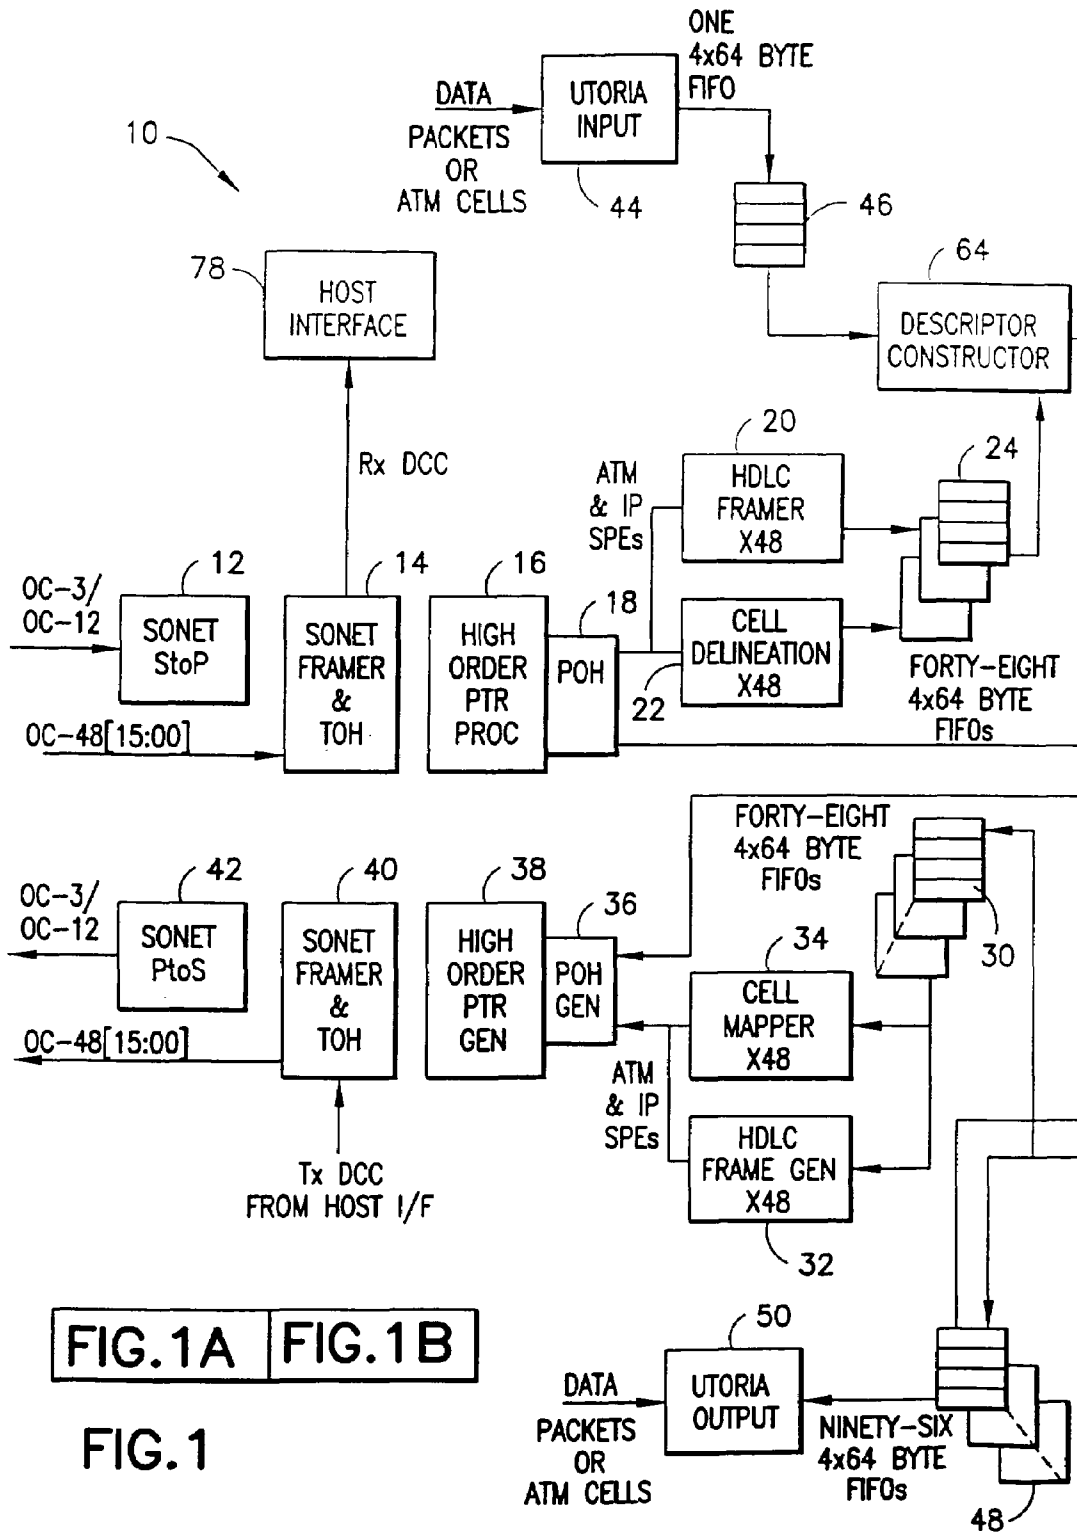 ONE
4x64 BYTE
FIFO
DATA
PACKETS
OR
ATM CELLS
UTORIA
INPUT
44
10
46
78
HOST
INTERFACE
64
DESCRIPTOR
CONSTRUCTOR
Rx DCC
ATM
& IP
SPEs
20
HDLC
FRAMER
X48
24
OC-3/
OC-12
12
SONET
StoP
14
SONET
FRAMER
&
TOH
16
HIGH
ORDER
PTR
PROC
18
POH
22
CELL
DELINEATION
X48
FORTY-EIGHT
4x64 BYTE
FIFOs
OC-48[15:00]
FORTY-EIGHT
4x64 BYTE
FIFOs
30
OC-3/
OC-12
42
SONET
PtoS
40
SONET
FRAMER
&
TOH
38
HIGH
ORDER
PTR
GEN
36
POH
GEN
34
CELL
MAPPER
X48
OC-48[15:00]
ATM
& IP
SPEs
HDLC
FRAME GEN
X48
32
Tx DCC
FROM HOST I/F
FIG.1A FIG.1B
FIG.1
50
UTORIA
OUTPUT
DATA
PACKETS
OR
ATM CELLS
NINETY-SIX
4x64 BYTE
FIFOs
48